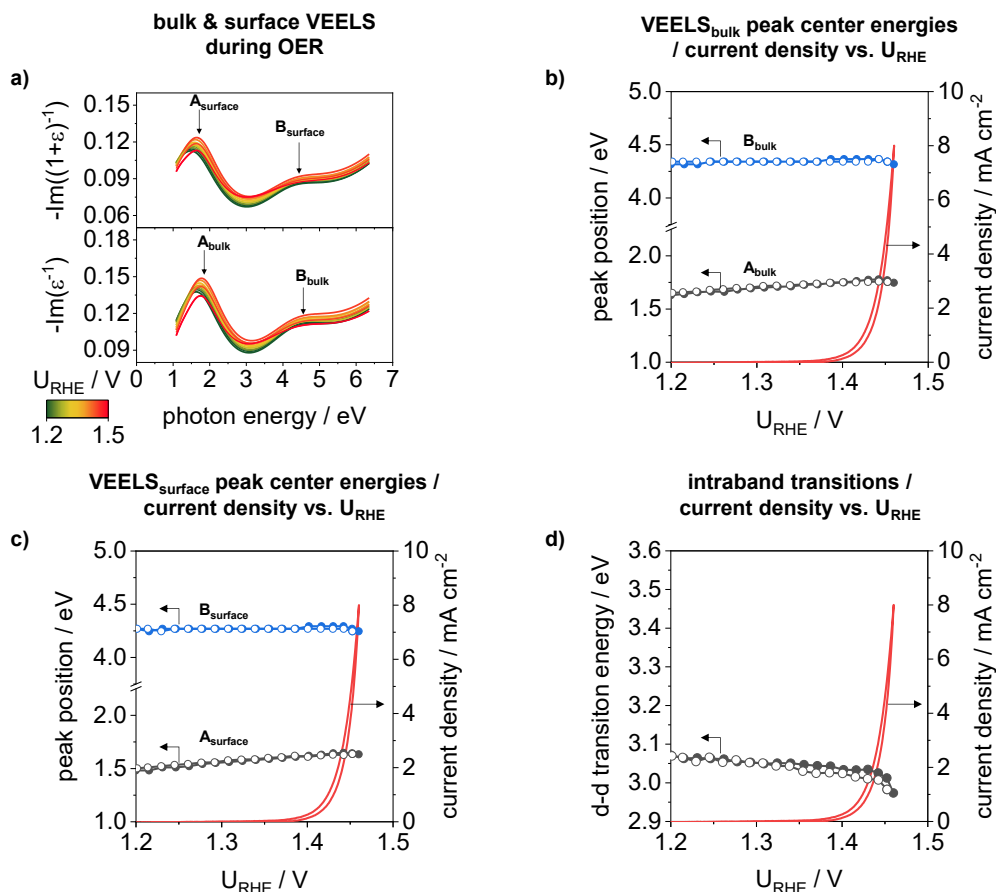 bulk & surface VEELS
during OER
a)
-Im((1+ε)⁻¹)
0.15
0.12
0.09
0.06
A_surface
B_surface
-Im(ε⁻¹)
0.18
0.15
0.12
0.09
A_bulk
B_bulk
0 1 2 3 4 5 6 7
photon energy / eV
U_RHE / V
1.2 1.5
VEELS_bulk peak center energies
/ current density vs. U_RHE
b)
peak position / eV
5.0
4.5
4.0
2.0
1.5
1.0
B_bulk
A_bulk
10
8
6
4
2
0
current density / mA cm⁻²
1.2 1.3 1.4 1.5
U_RHE / V
VEELS_surface peak center energies /
current density vs. U_RHE
c)
peak position / eV
5.0
4.5
4.0
2.0
1.5
1.0
B_surface
A_surface
10
8
6
4
2
0
current density / mA cm⁻²
1.2 1.3 1.4 1.5
U_RHE / V
intraband transitions /
current density vs. U_RHE
d)
d-d transiton energy / eV
3.6
3.5
3.4
3.3
3.2
3.1
3.0
2.9
10
8
6
4
2
0
current density / mA cm⁻²
1.2 1.3 1.4 1.5
U_RHE / V